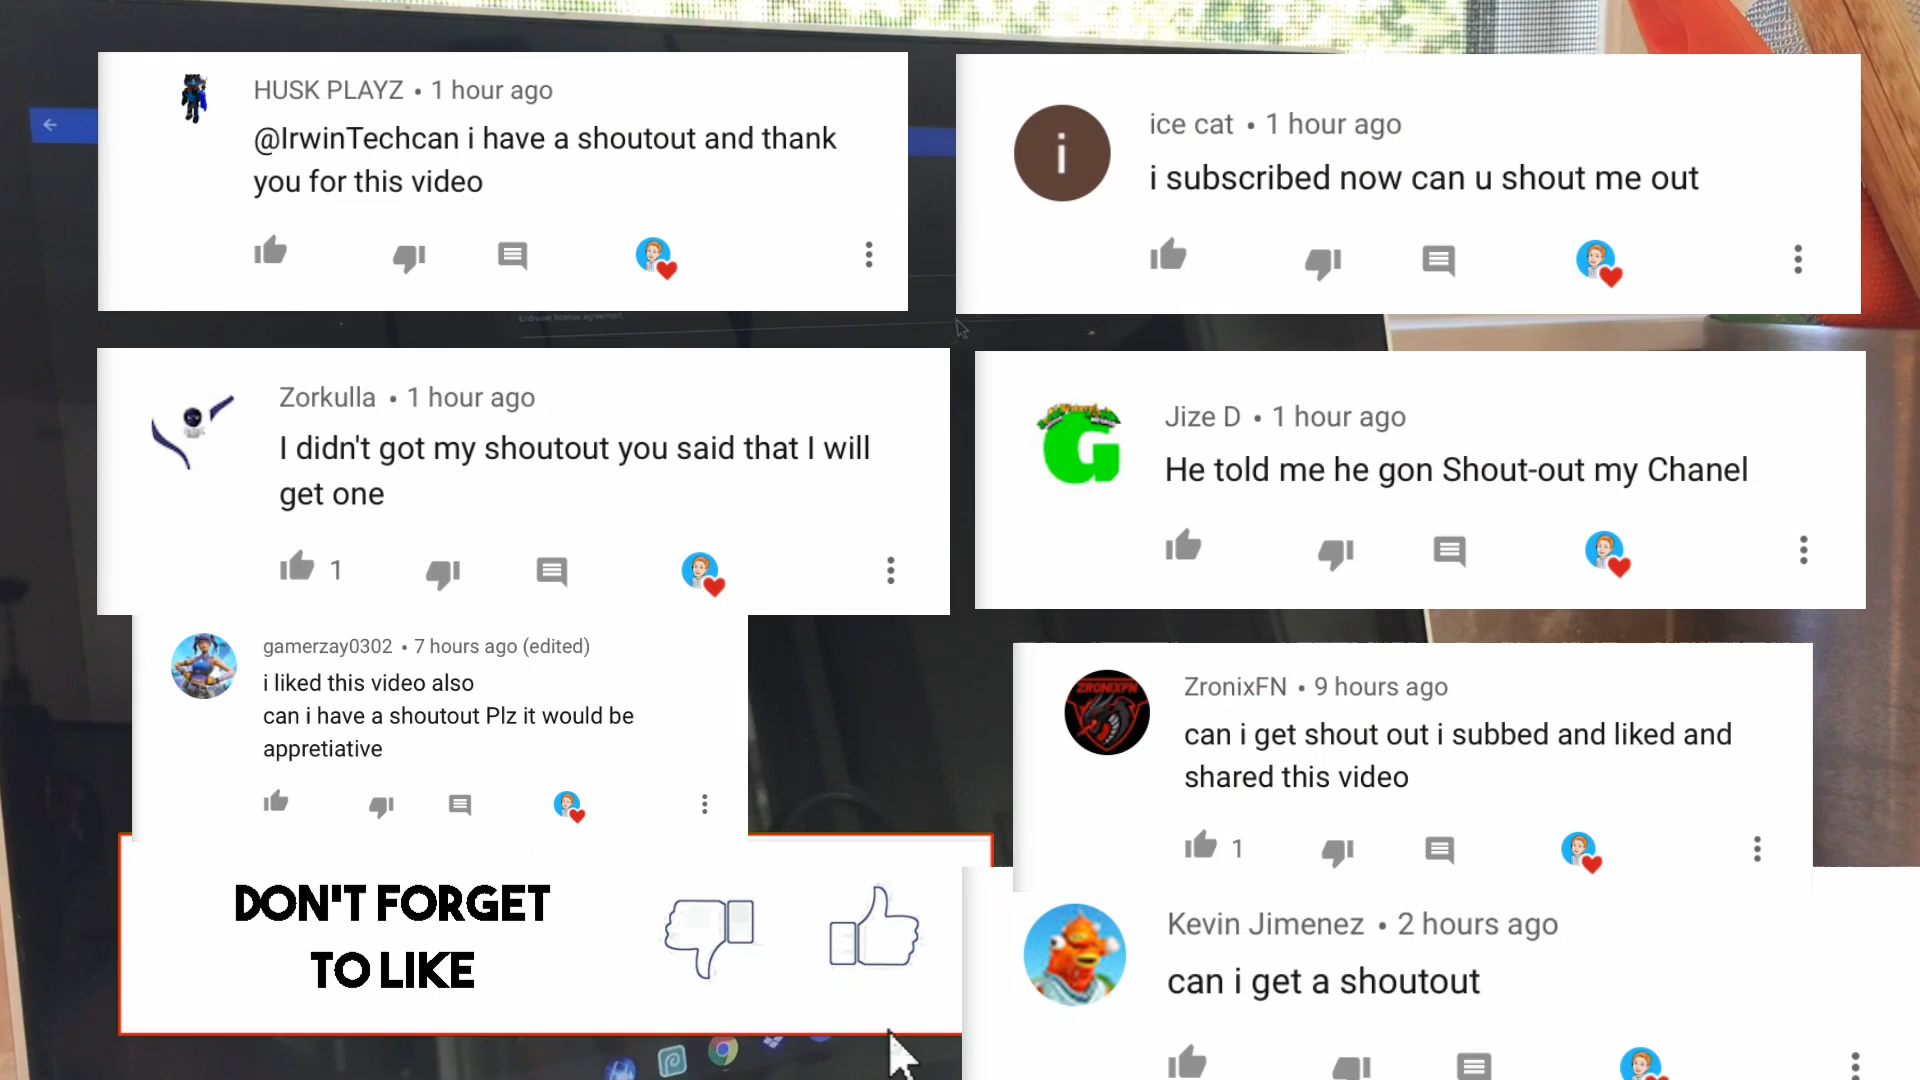 HUSK PLAYZ • 1 hour ago
@IrwinTechcan i have a shoutout and thank
you for this video
i
ice cat • 1 hour ago
i subscribed now can u shout me out
Zorkulla • 1 hour ago
I didn't got my shoutout you said that I will
get one
1
G
Jize D • 1 hour ago
He told me he gon Shout-out my Chanel
gamerzay0302 • 7 hours ago (edited)
i liked this video also
can i have a shoutout Plz it would be
appretiative
ZRONIXFN
ZronixFN • 9 hours ago
can i get shout out i subbed and liked and
shared this video
1
DON'T FORGET
TO LIKE
Kevin Jimenez • 2 hours ago
can i get a shoutout